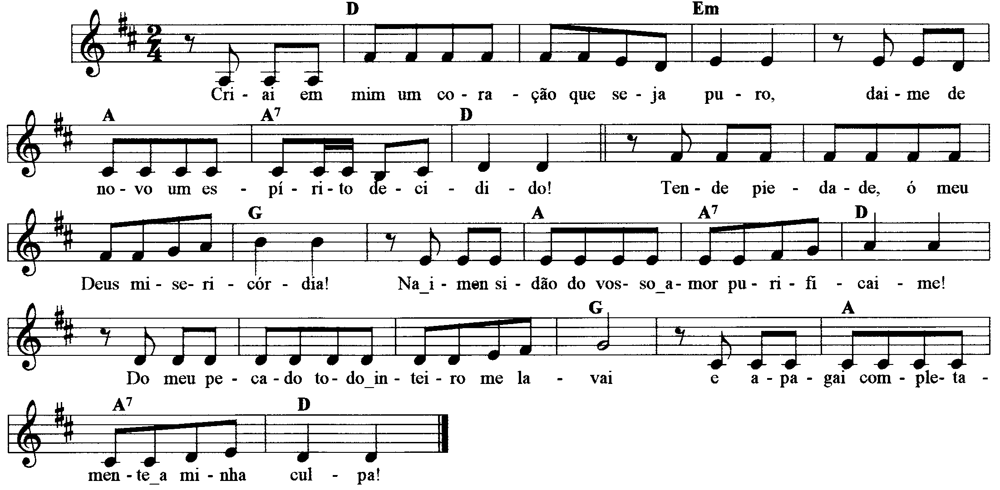 D Em
Cri - ai em mim um co - ra - ção que se - ja pu - ro, dai - me de
A A7 D
no - vo um es - pí - ri - to de - ci - di - do! Ten - de pie - da - de, ó meu
G A A7 D
Deus mi - se- ri - cór - dia! Na_i - men si - dão do vos- so_a- mor pu - ri - fi - cai - me!
G A
Do meu pe - ca - do to- do_in- tei - ro me la - vai e a - pa - gai com - ple- ta -
A7 D
men - te_a mi - nha cul - pa!